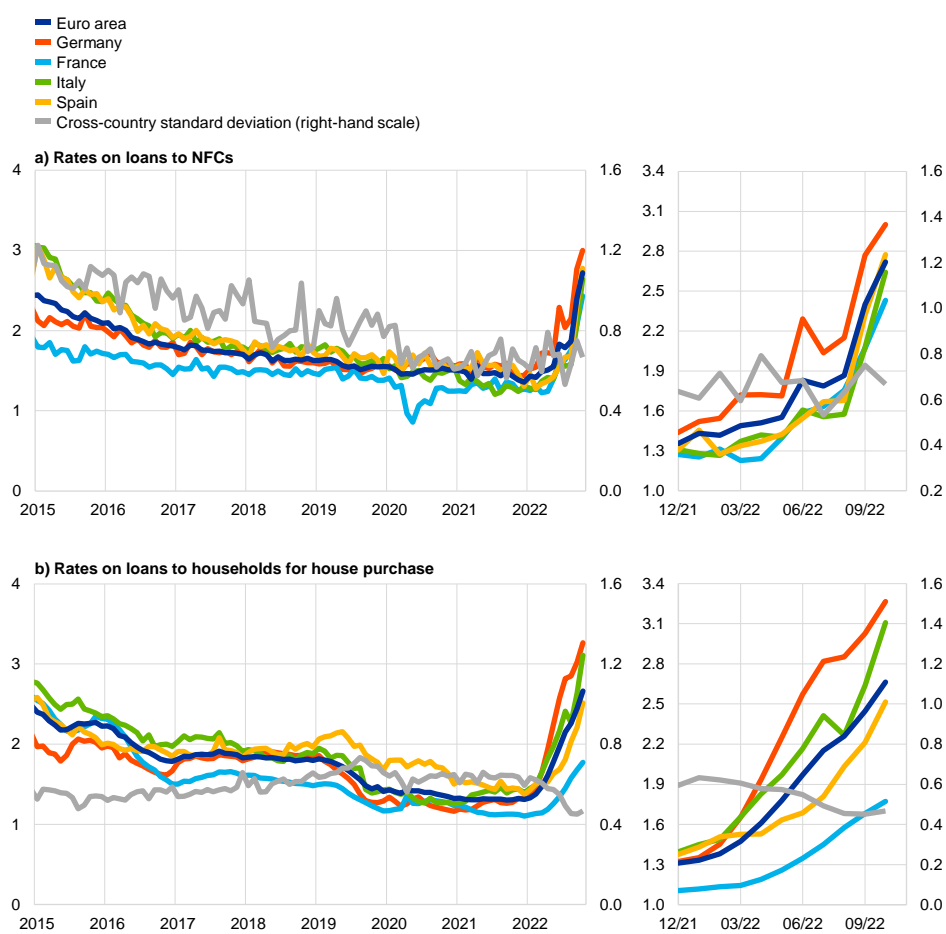 Euro area
Germany
France
Italy
Spain
Cross-country standard deviation (right-hand scale)
a) Rates on loans to NFCs
4 1.6 3.4 1.6
3.1 1.4
3 1.2 2.8 1.2
2.5 1.0
2 0.8 2.2
1.9 0.8
1 0.4 1.6 0.6
1.3 0.4
0 0.0 1.0 0.2
2015 2016 2017 2018 2019 2020 2021 2022 12/21 03/22 06/22 09/22
b) Rates on loans to households for house purchase
4 1.6 3.4 1.6
3.1 1.4
3 1.2 2.8 1.2
2.5 1.0
2 0.8 2.2 0.8
1.9 0.6
1 0.4 1.6 0.4
1.3 0.2
0 0.0 1.0 0.0
2015 2016 2017 2018 2019 2020 2021 2022 12/21 03/22 06/22 09/22